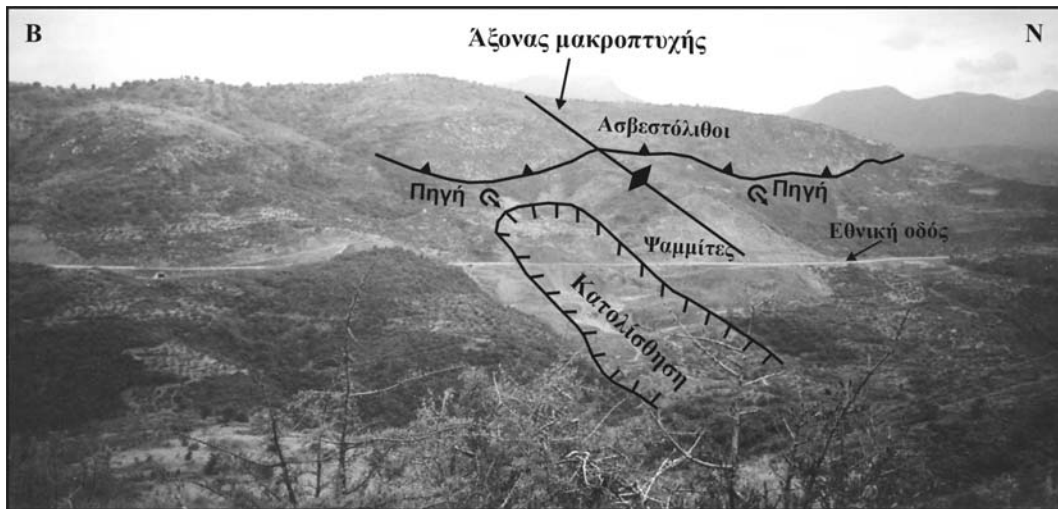 Β
Ν
Άξονας μακροπτυχής
Ασβεστόλιθοι
Πηγή
Πηγή
Ψαμμίτες
Εθνική οδός
Κατολίσθηση